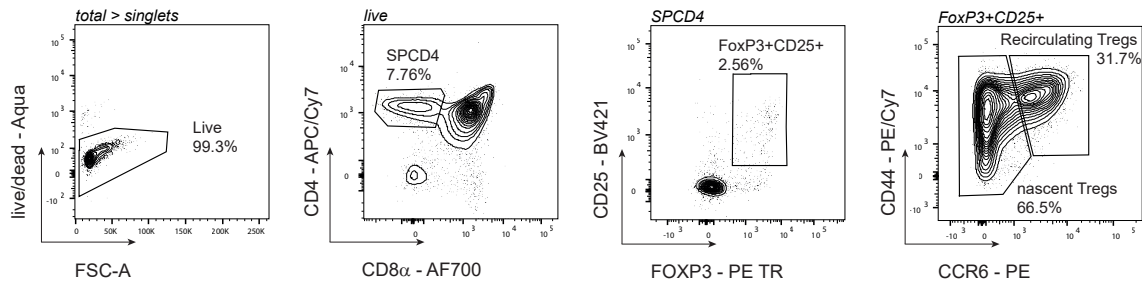 total > singlets
live/dead - Aqua
10^5
10^4
10^3
10^2
0
10^2
-10
Live
99.3%
0
50K
100K
150K
200K
250K
FSC-A
live
CD4 - APC/Cy7
10^4
10^3
0
SPCD4
7.76%
0
10^3
10^4
10^5
CD8α - AF700
SPCD4
CD25 - BV421
10^5
10^4
10^3
0
-10^3
FoxP3+CD25+
2.56%
0
10^3
10^4
10^5
FOXP3 - PE TR
FoxP3+CD25+
CD44 - PE/Cy7
10^5
10^4
10^3
0
-10^3
Recirculating Tregs
31.7%
nascent Tregs
66.5%
-10^3
0
10^3
10^4
10^5
CCR6 - PE